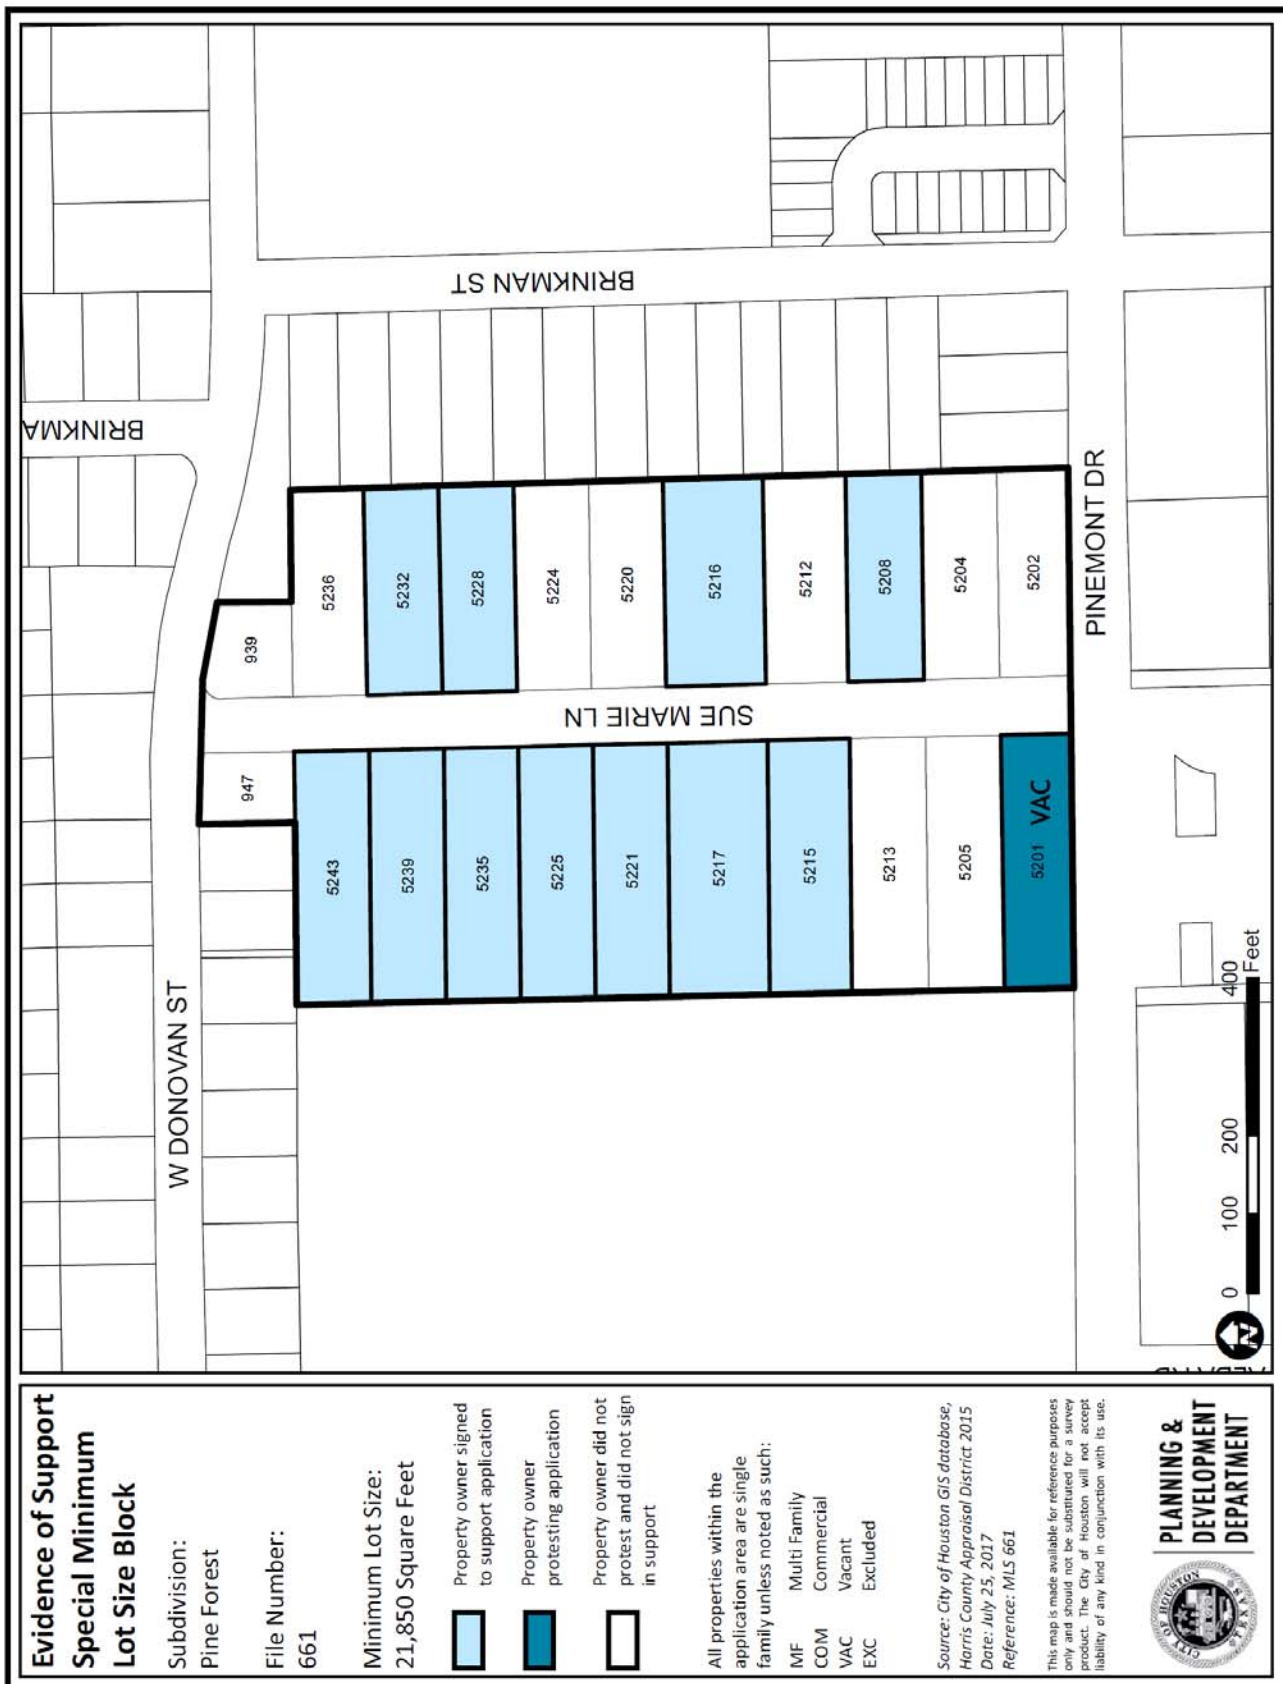 Evidence of Support
Special Minimum
Lot Size Block
Subdivision:
Pine Forest
File Number:
661
Minimum Lot Size:
21,850 Square Feet
Property owner signed
to support application
Property owner
protesting application
Property owner did not
protest and did not sign
in support
All properties within the
application area are single
family unless noted as such:
MF Multi Family
COM Commercial
VAC Vacant
EXC Excluded
Source: City of Houston GIS database,
Harris County Appraisal District 2015
Date: July 25, 2017
Reference: MLS 661
This map is made available for reference purposes
only and should not be substituted for a survey
product. The City of Houston will not accept
liability of any kind in conjunction with its use.
CITY OF HOUSTON
TEXAS
PLANNING &
DEVELOPMENT
DEPARTMENT
W DONOVAN ST
BRINKMA
BRINKMAN ST
SUE MARIE LN
PINEMONT DR
947
939
5243
5239
5235
5225
5221
5217
5215
5213
5205
5201 VAC
5236
5232
5228
5224
5220
5216
5212
5208
5204
5202
N
0 100 200 400
Feet